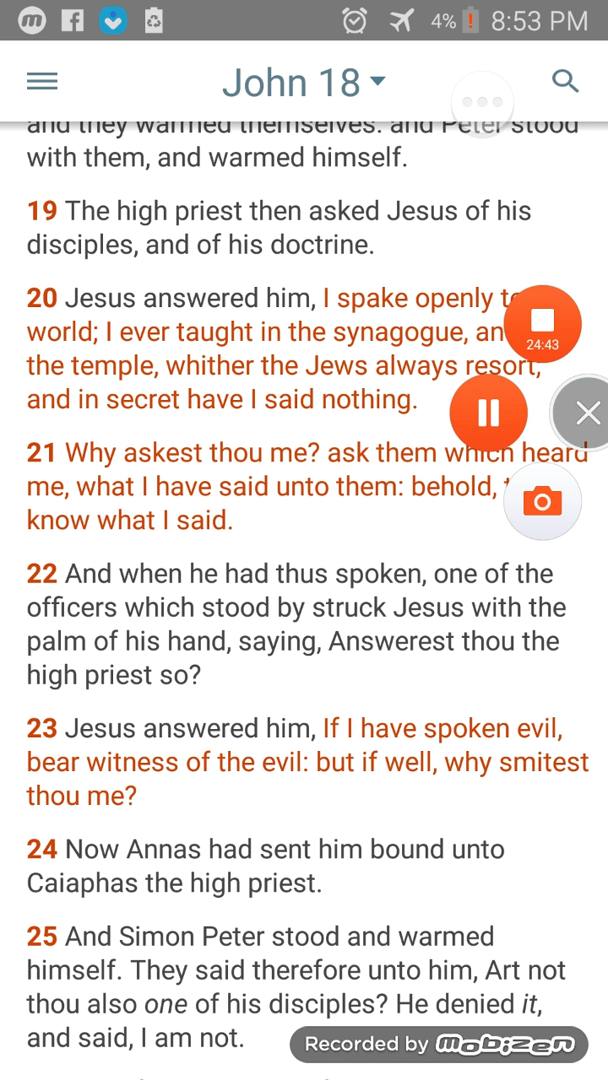 4% 8:53 PM
John 18
and they warmed themselves: and Peter stood
with them, and warmed himself.
19 The high priest then asked Jesus of his
disciples, and of his doctrine.
20 Jesus answered him, I spake openly
world; I ever taught in the synagogue, an
24:43
the temple, whither the Jews always resort,
and in secret have I said nothing.
21 Why askest thou me? ask them which heard
me, what I have said unto them: behold,
know what I said.
22 And when he had thus spoken, one of the
officers which stood by struck Jesus with the
palm of his hand, saying, Answerest thou the
high priest so?
23 Jesus answered him, If I have spoken evil,
bear witness of the evil: but if well, why smitest
thou me?
24 Now Annas had sent him bound unto
Caiaphas the high priest.
25 And Simon Peter stood and warmed
himself. They said therefore unto him, Art not
thou also one of his disciples? He denied it,
and said, I am not.
Recorded by mobizen